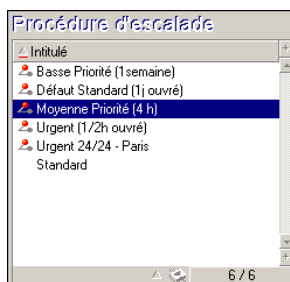 Procédure d'escalade
Intitulé
Basse Priorité (1semaine)
Défaut Standard (1j ouvré)
Moyenne Priorité (4 h)
Urgent (1/2h ouvré)
Urgent 24/24 - Paris
Standard
6 / 6